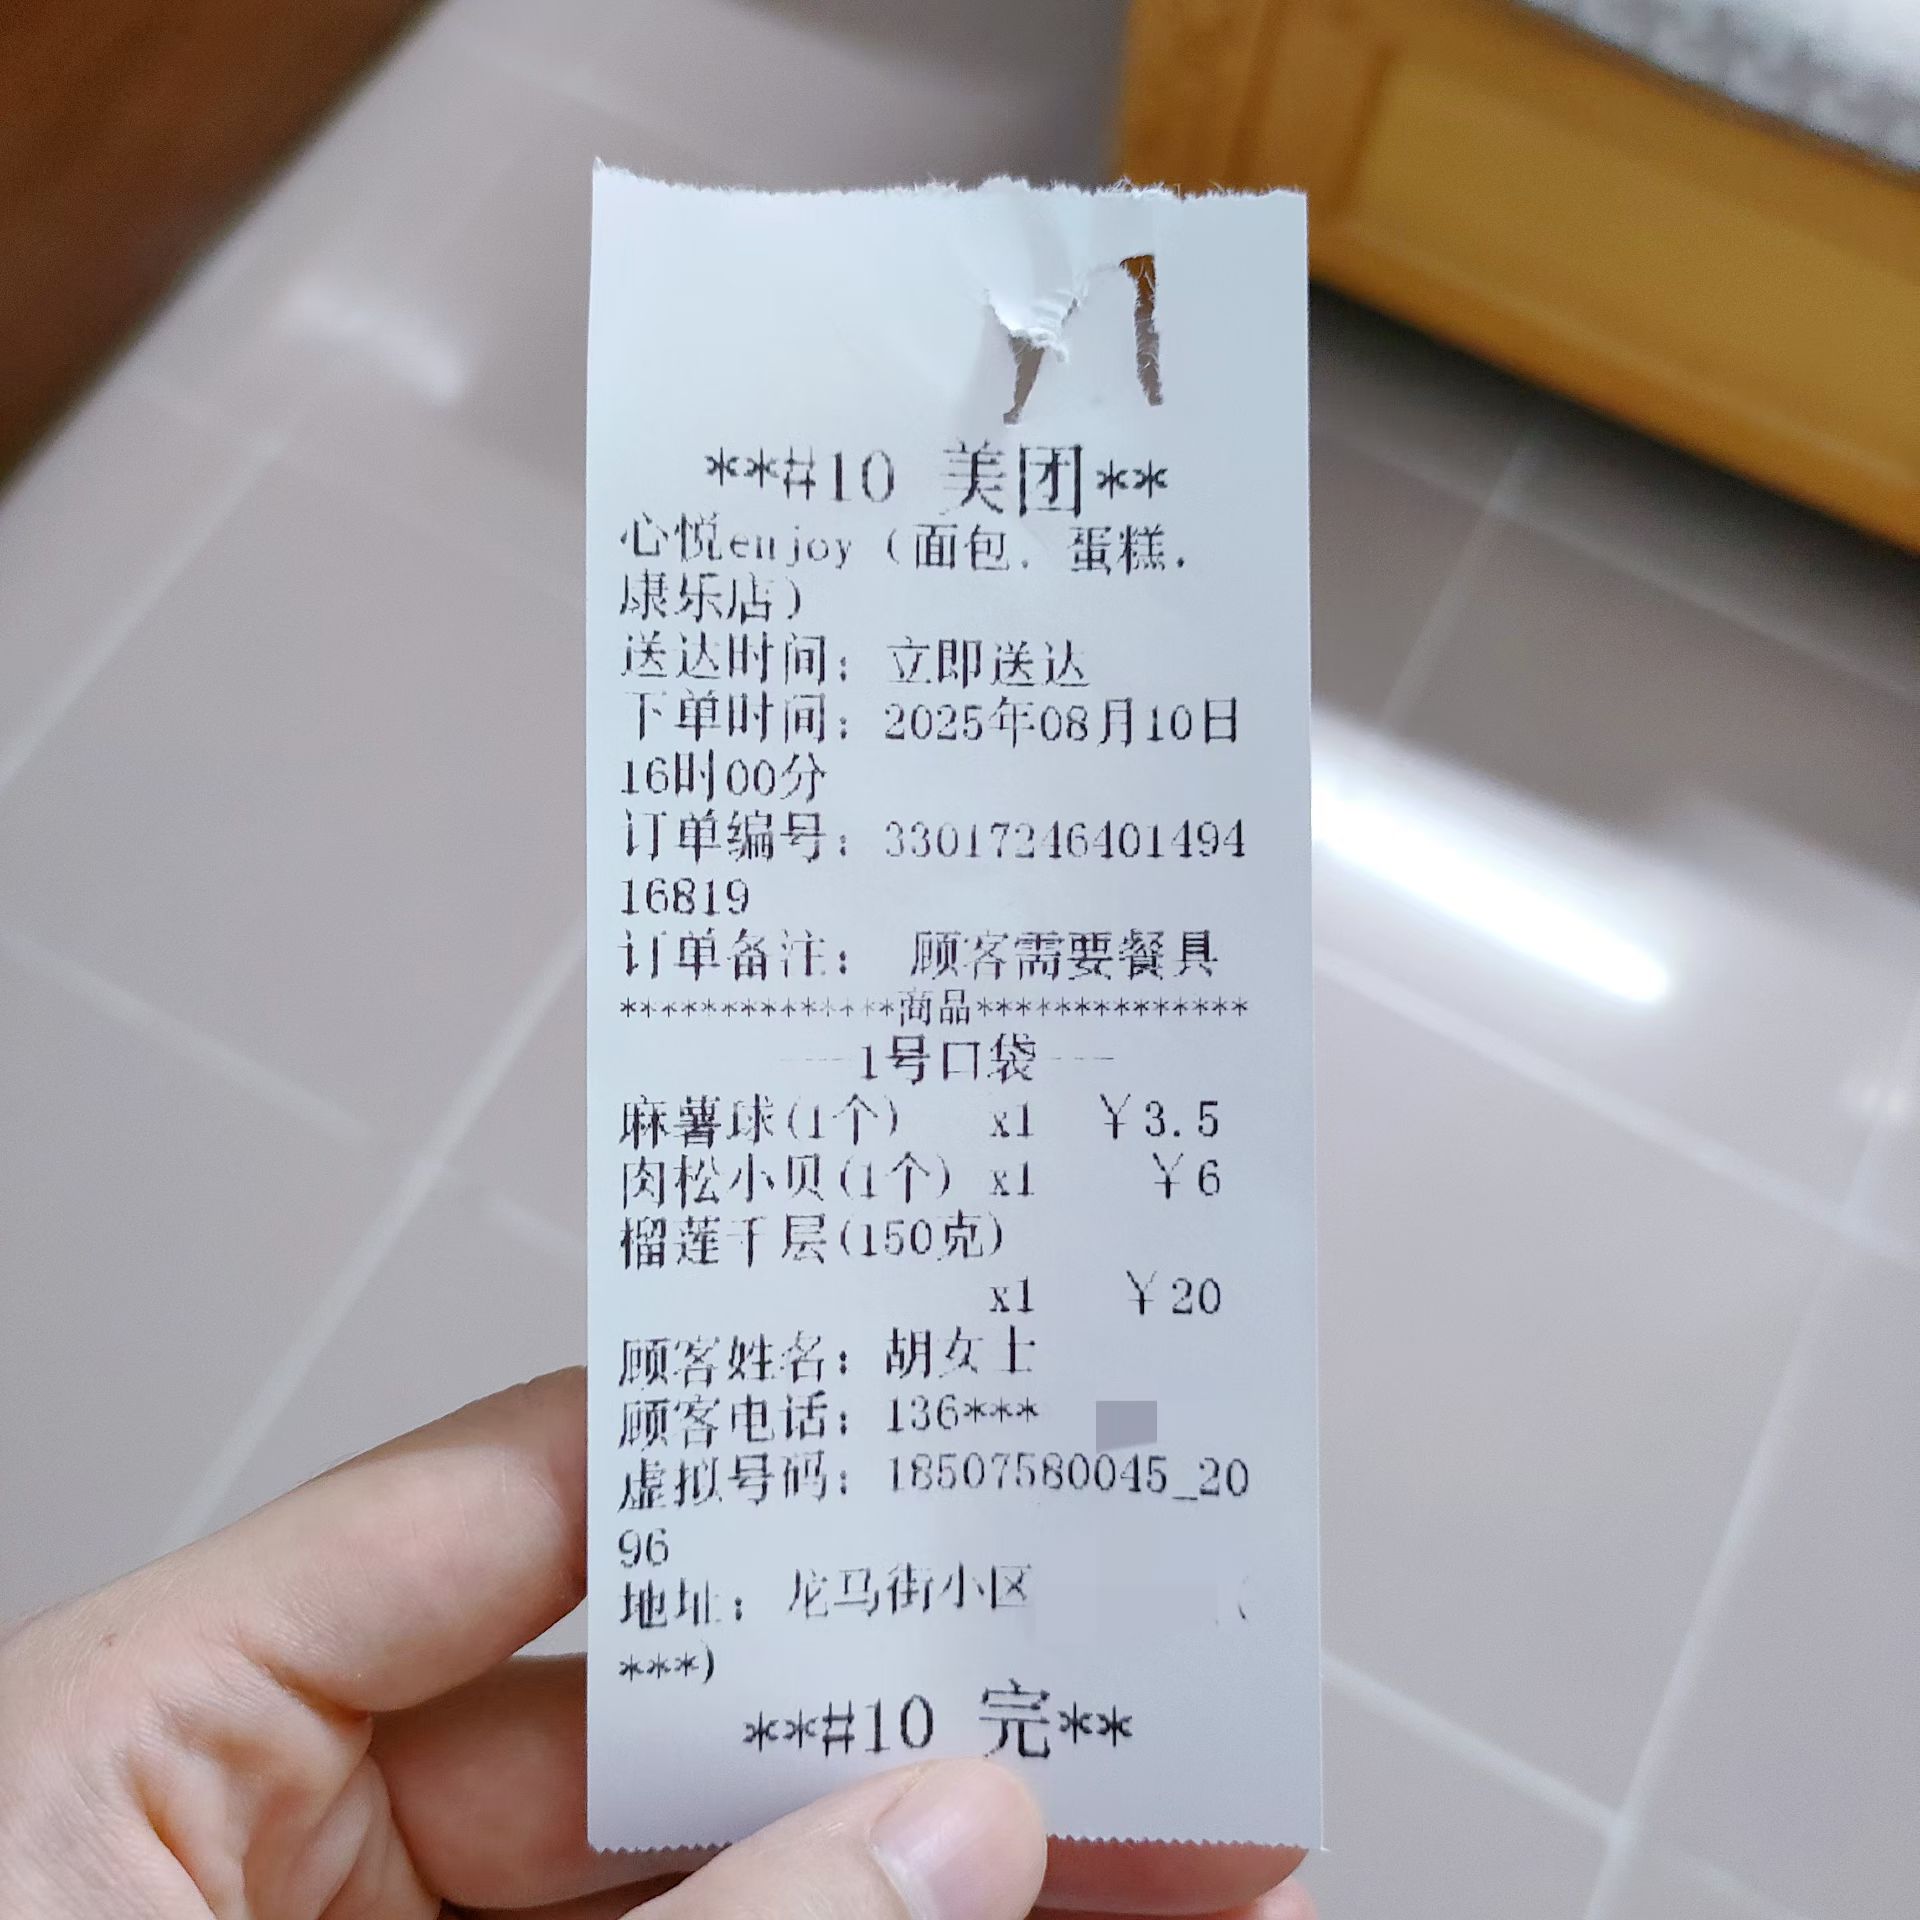 **#10 美团**
心悦enjoy（面包．蛋糕．
康乐店）
送达时间：立即送达
下单时间：2025年08月10日
16时00分
订单编号：33017246401494
16819
订单备注： 顾客需要餐具
**************商品**************
---1号口袋---
麻薯球(1个) x1 ￥3.5
肉松小贝(1个) x1 ￥6
榴莲千层(150克)
x1 ￥20
顾客姓名：胡女士
顾客电话：136***
虚拟号码：18507580045_20
96
地址：龙马街小区 (
***)
**#10 完**